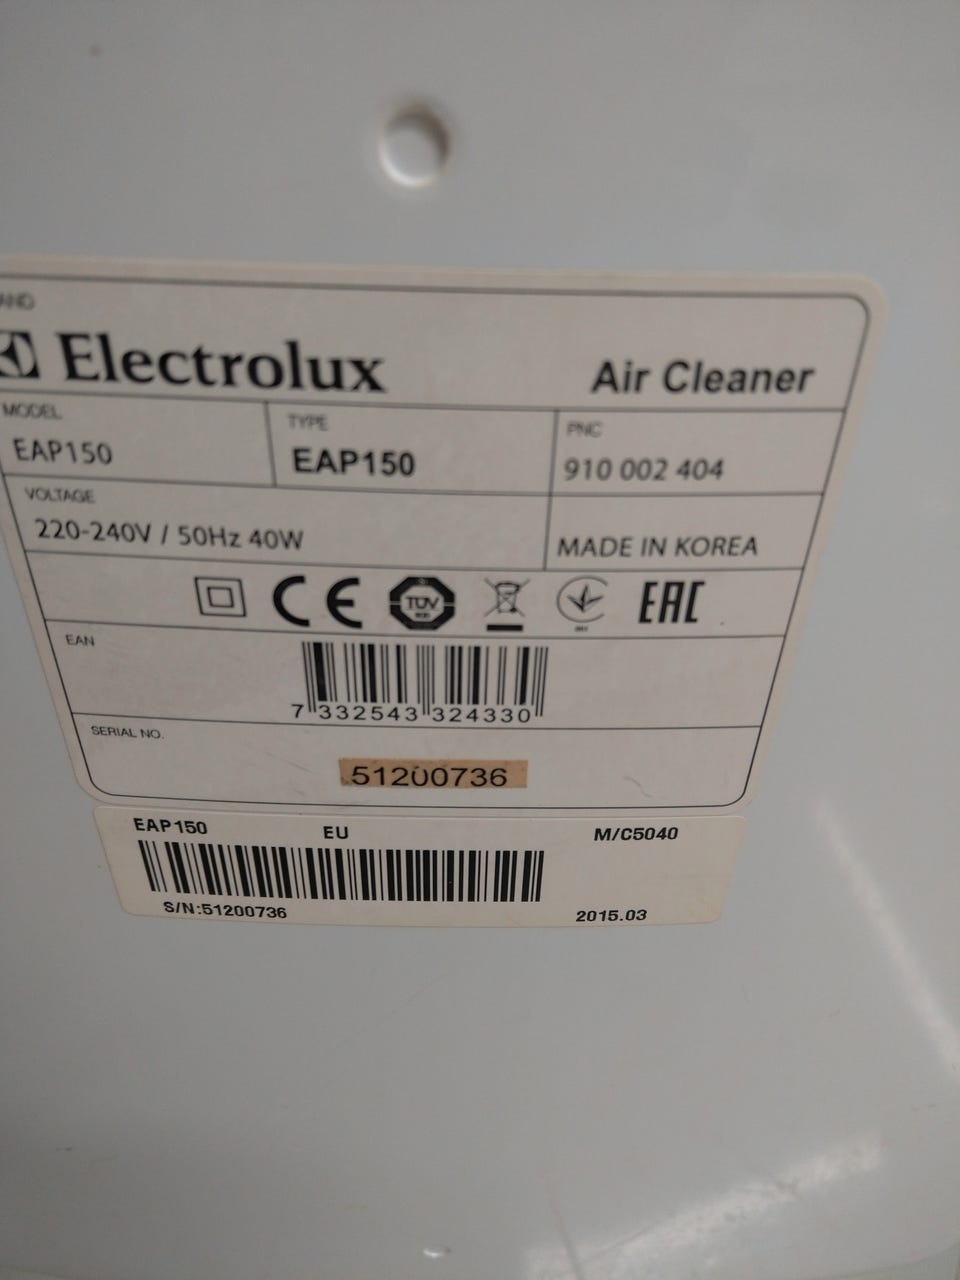 Electrolux
Air Cleaner
MODEL
EAP150
TYPE
EAP150
PNC
910 002 404
VOLTAGE
220-240V / 50Hz 40W
MADE IN KOREA
CE
TÜV
EAC
EAN
7 332543 324330
SERIAL NO.
51200736
EAP150 EU M/C5040
S/N:51200736 2015.03